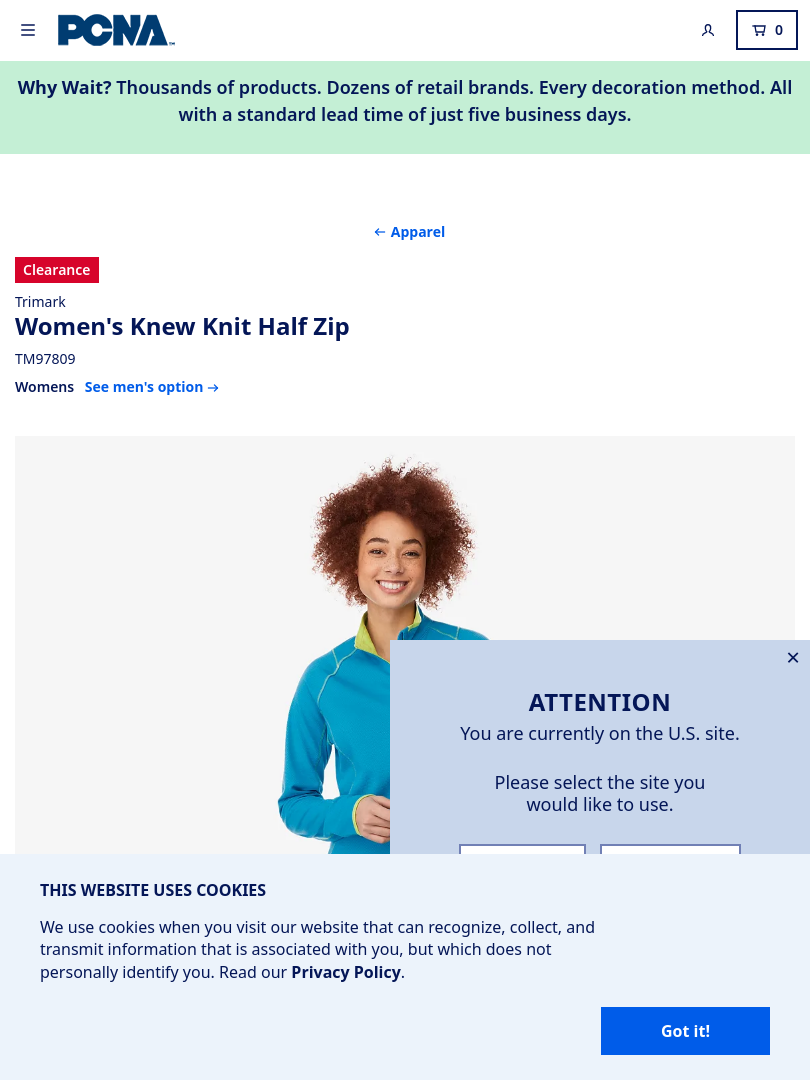 PCNA™
0
Why Wait? Thousands of products. Dozens of retail brands. Every decoration method. All
with a standard lead time of just five business days.
← Apparel
Clearance
Trimark
Women's Knew Knit Half Zip
TM97809
Womens See men's option →
ATTENTION
You are currently on the U.S. site.
Please select the site you
would like to use.
THIS WEBSITE USES COOKIES
We use cookies when you visit our website that can recognize, collect, and
transmit information that is associated with you, but which does not
personally identify you. Read our Privacy Policy.
Got it!